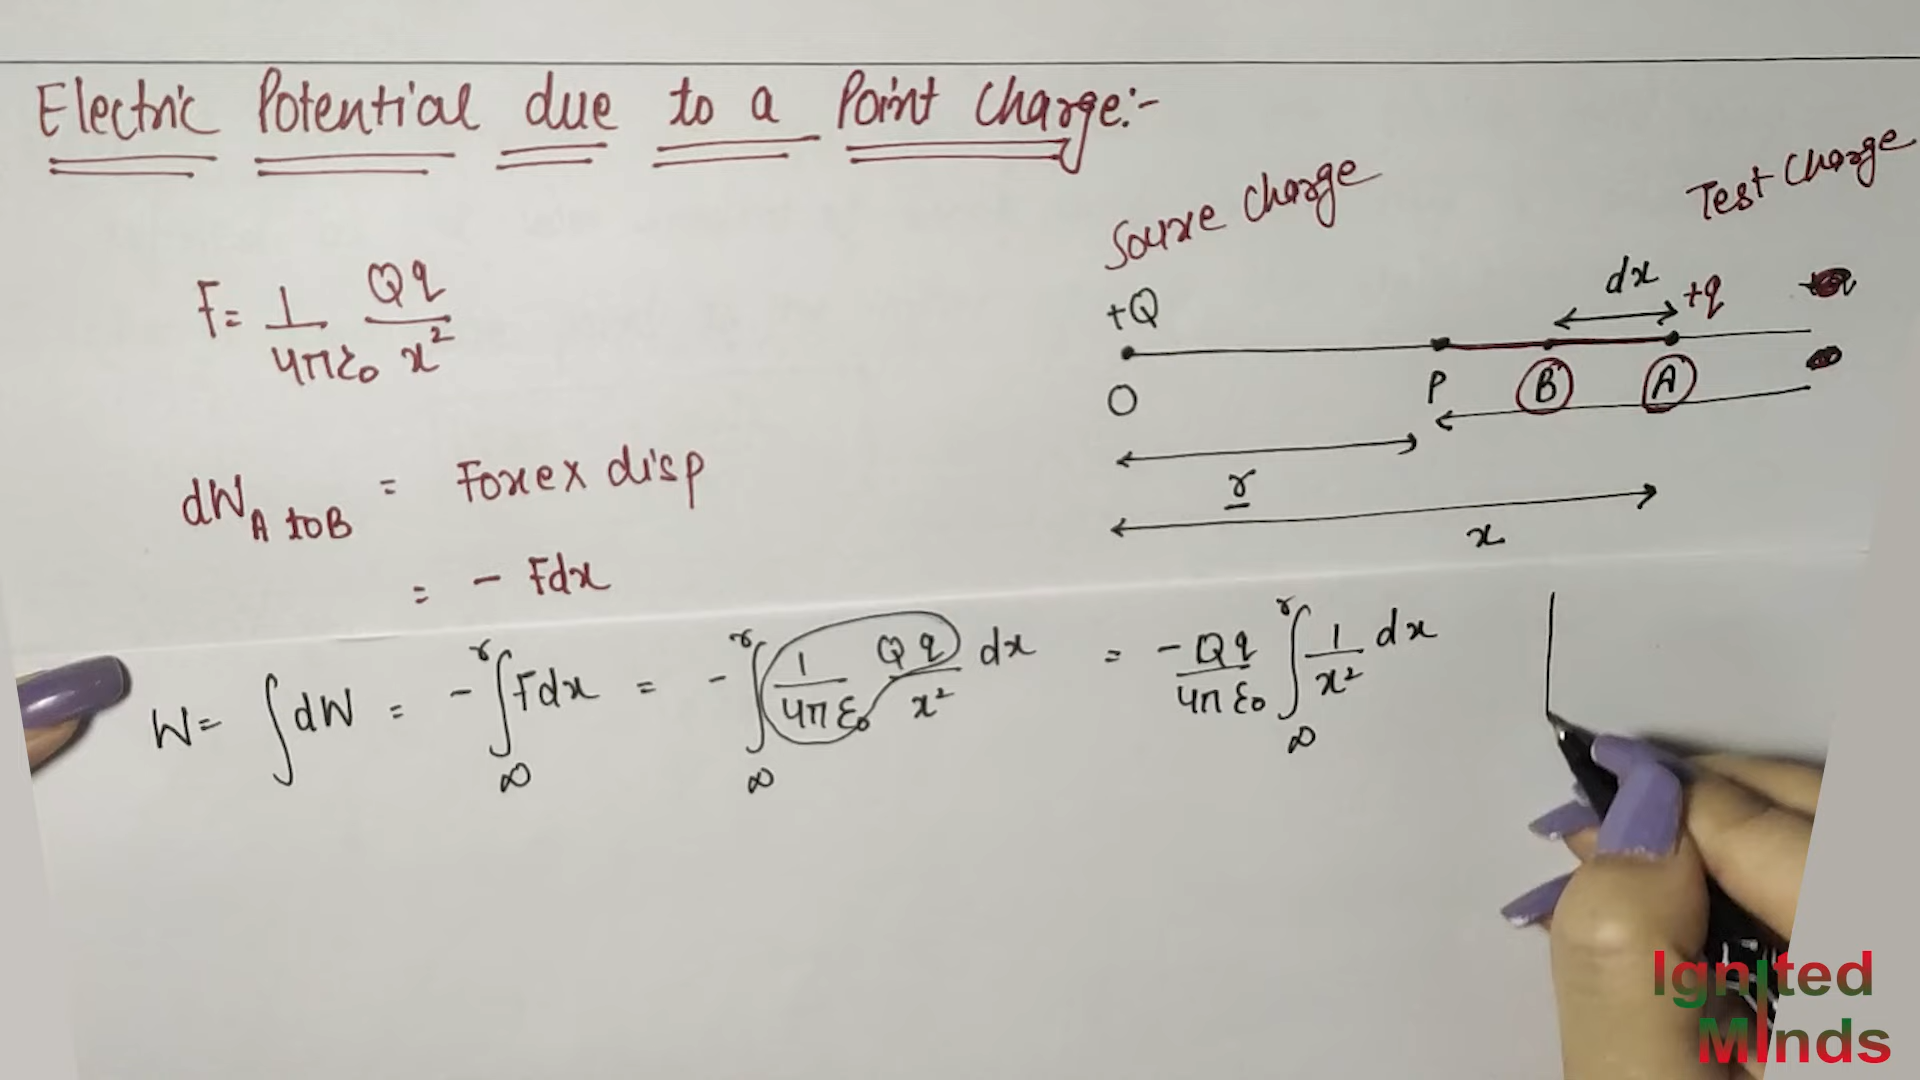 Electric Potential due to a Point Charge:-
Source Charge
Test Charge
F= 1/4πε₀ Qq/x²
dx
+Q
+q
O
P
B
A
r
x
dW A to B = Force x disp
= - Fdx
W= ∫dW = - ∫_∞^r Fdx = - ∫_∞^r 1/4πε₀ Qq/x² dx = -Qq/4πε₀ ∫_∞^r 1/x² dx
Ignited
Minds